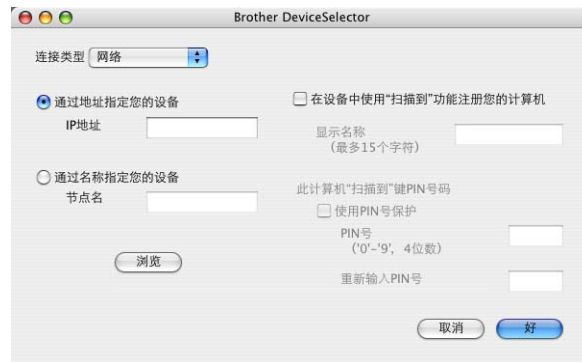 Brother DeviceSelector
连接类型 网络
通过地址指定您的设备
IP地址
通过名称指定您的设备
节点名
浏览
在设备中使用“扫描到”功能注册您的计算机
显示名称
(最多15个字符)
此计算机“扫描到”键PIN号码
使用PIN号保护
PIN号
('0'-'9', 4位数)
重新输入PIN号
取消 好